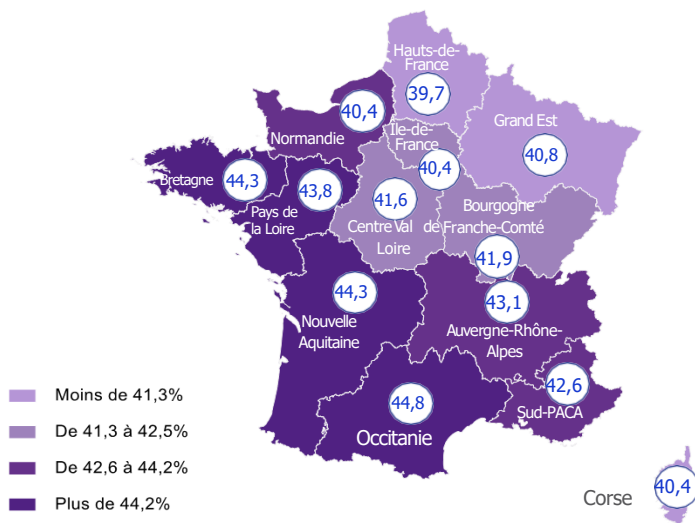 Hauts-de-
France
39,7
40,4
Normandie
Ile-de-
France
40,4
Grand Est
40,8
Bretagne
44,3
Pays de
la Loire
43,8
41,6
Centre Val de
Loire
Bourgogne
Franche-Comté
41,9
44,3
Nouvelle
Aquitaine
43,1
Auvergne-Rhône-
Alpes
42,6
Sud-PACA
44,8
Occitanie
Moins de 41,3%
De 41,3 à 42,5%
De 42,6 à 44,2%
Plus de 44,2%
Corse
40,4